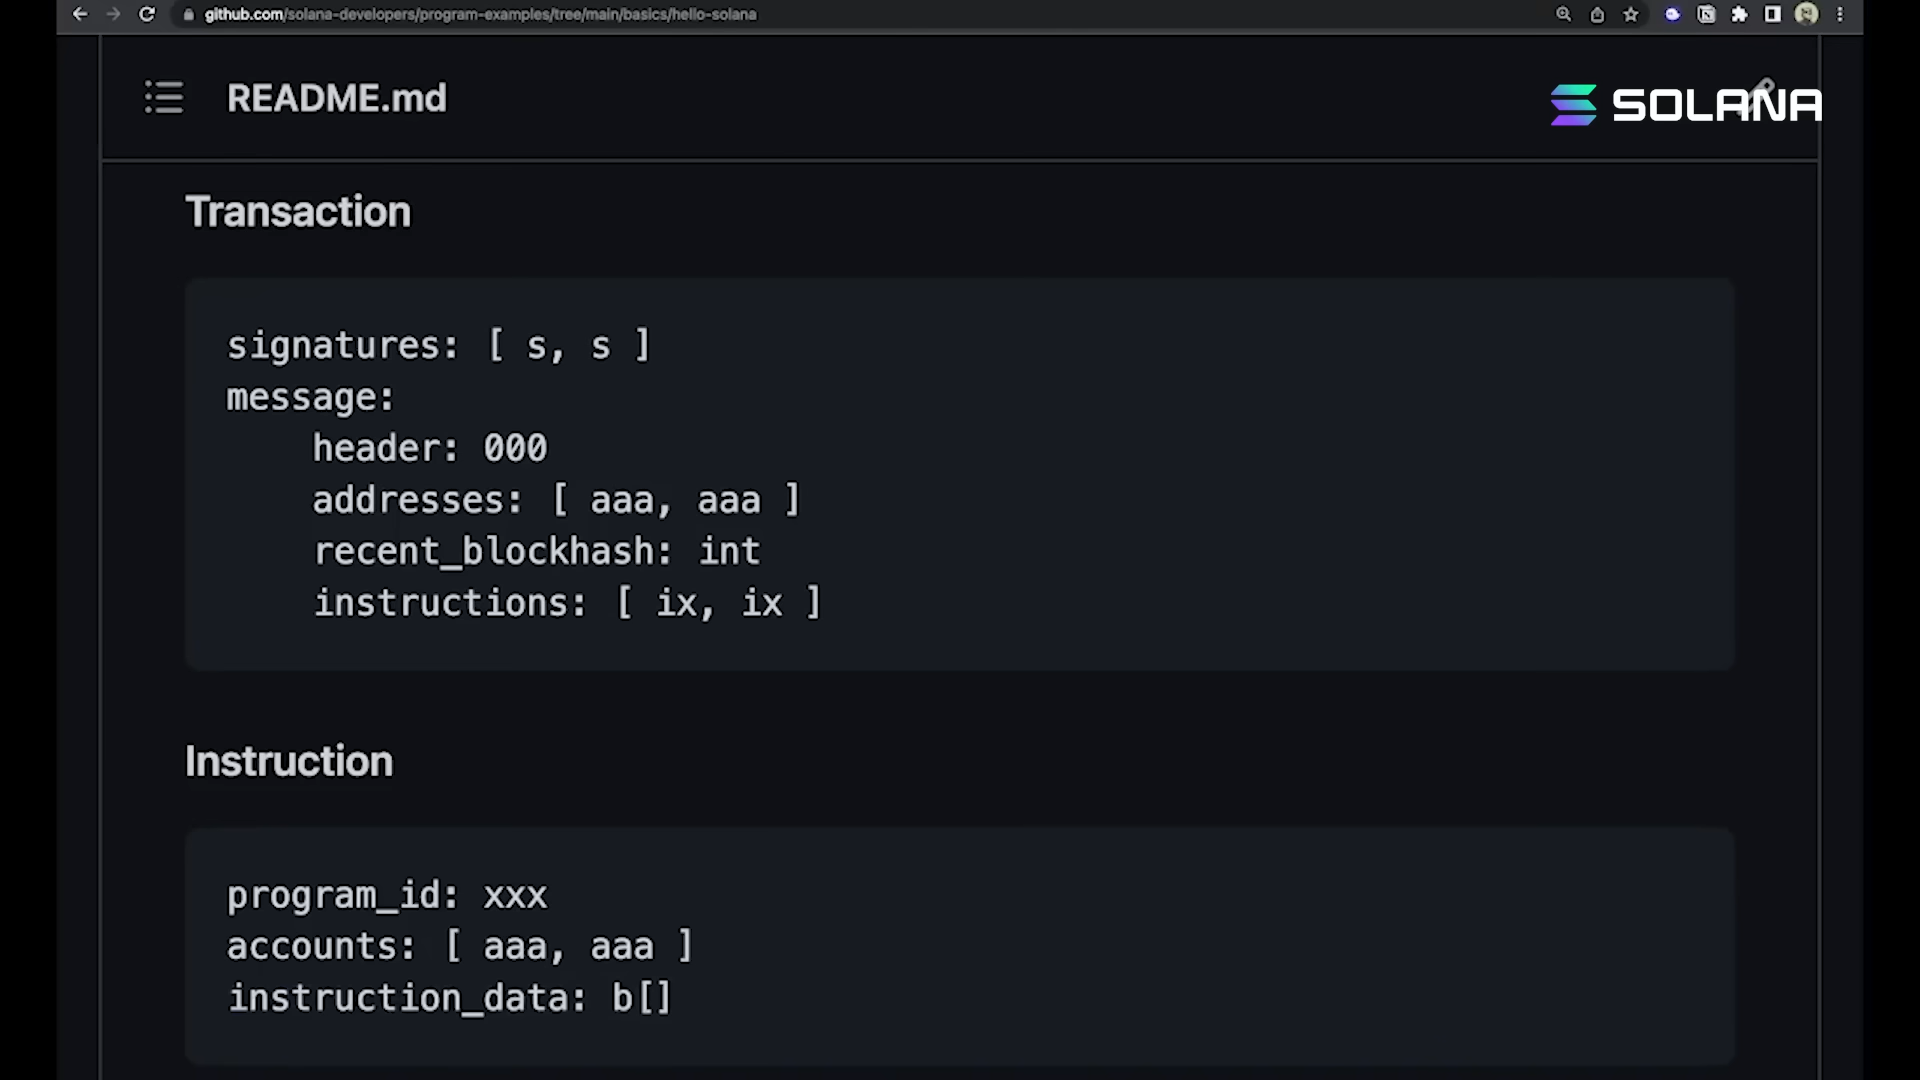 github.com/solana-developers/program-examples/tree/main/basics/hello-solana
README.md
SOLANA
Transaction
signatures: [ s, s ]
message:
header: 000
addresses: [ aaa, aaa ]
recent_blockhash: int
instructions: [ ix, ix ]
Instruction
program_id: xxx
accounts: [ aaa, aaa ]
instruction_data: b[]